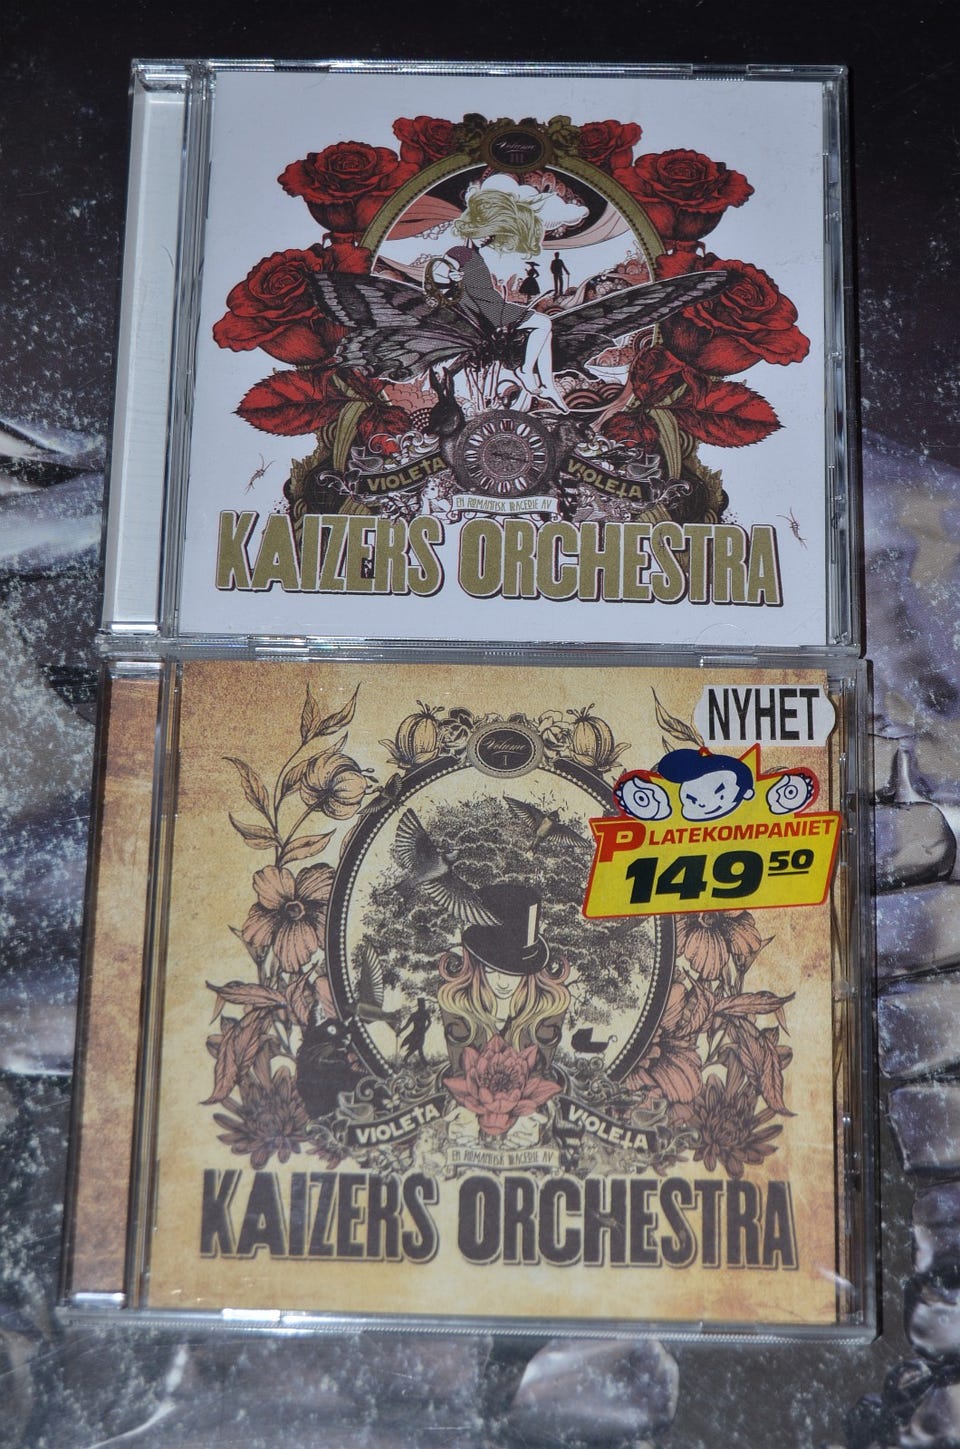 Volume
III
VIOLETA VIOLETA
EN ROMANTISK TRAGEDIE AV
KAIZERS ORCHESTRA
NYHET
PLATEKOMPANIET
149 50
Volume
I
VIOLETA VIOLETA
EN ROMANTISK TRAGEDIE AV
KAIZERS ORCHESTRA